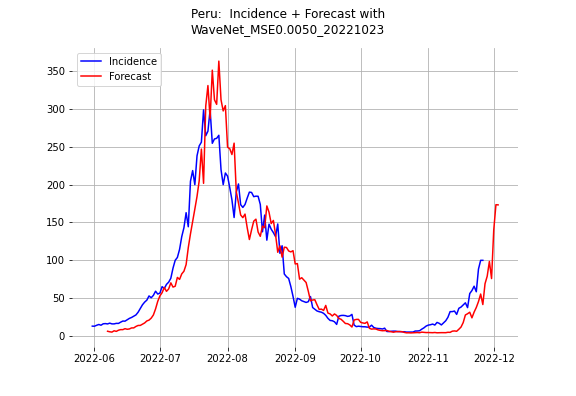 Peru:  Incidence + Forecast with
WaveNet_MSE0.0050_20221023
Incidence
Forecast
350
300
250
200
150
100
50
0
2022-06 2022-07 2022-08 2022-09 2022-10 2022-11 2022-12